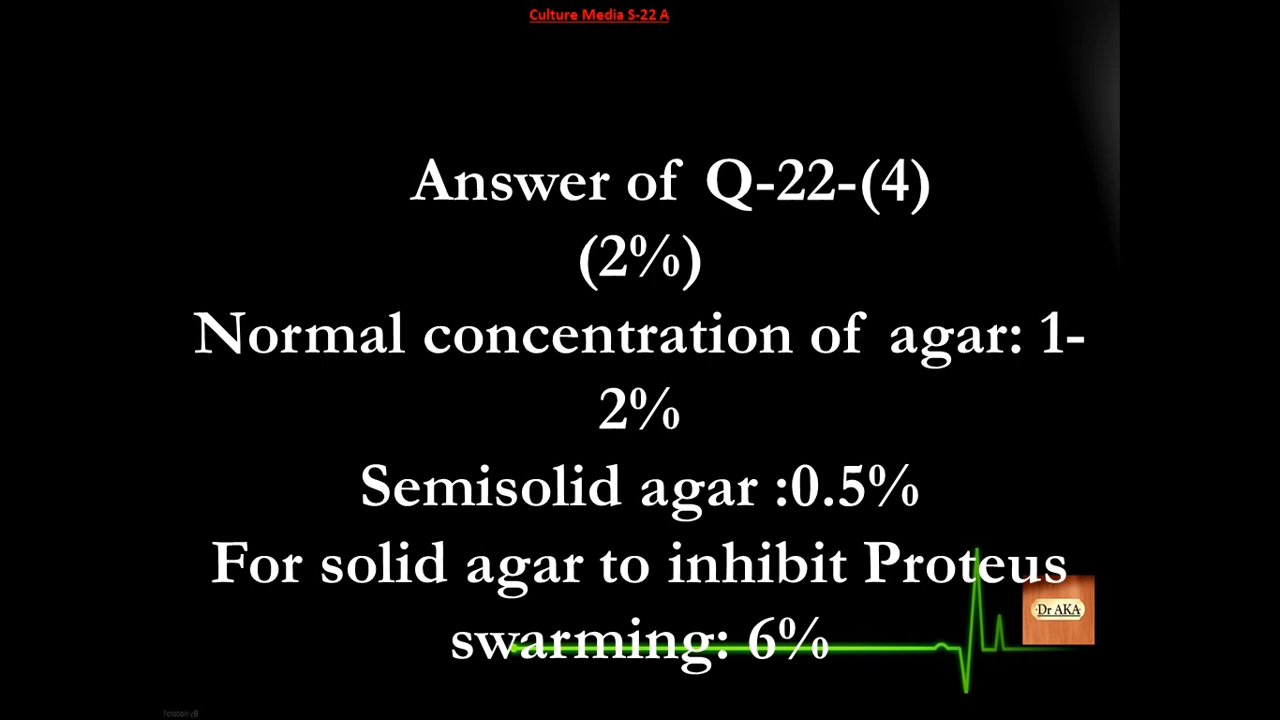 Culture Media S-22 A
Answer of Q-22-(4)
(2%)
Normal concentration of agar: 1-
2%
Semisolid agar :0.5%
For solid agar to inhibit Proteus
swarming: 6%
Dr AKA